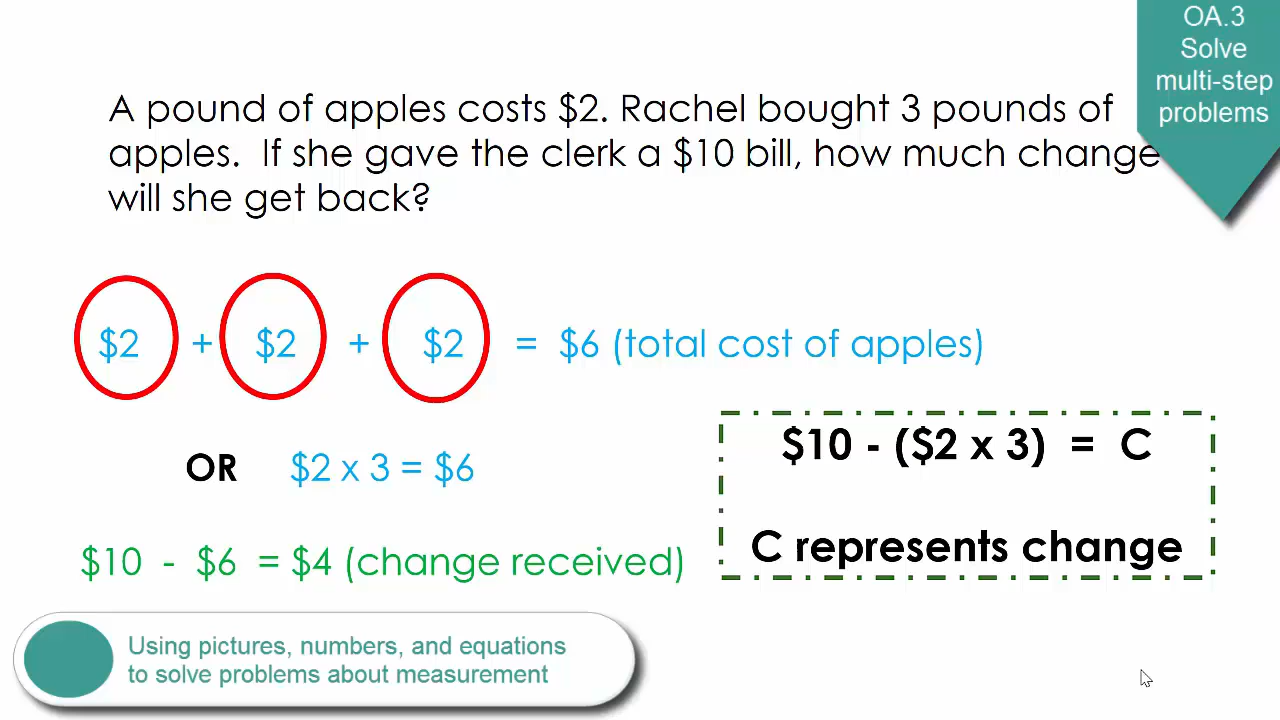 OA.3
Solve
multi-step
problems
A pound of apples costs $2. Rachel bought 3 pounds of
apples. If she gave the clerk a $10 bill, how much change
will she get back?
$2 + $2 + $2 = $6 (total cost of apples)
OR $2 x 3 = $6
$10 - $6 = $4 (change received)
$10 - ($2 x 3) = C
C represents change
Using pictures, numbers, and equations
to solve problems about measurement